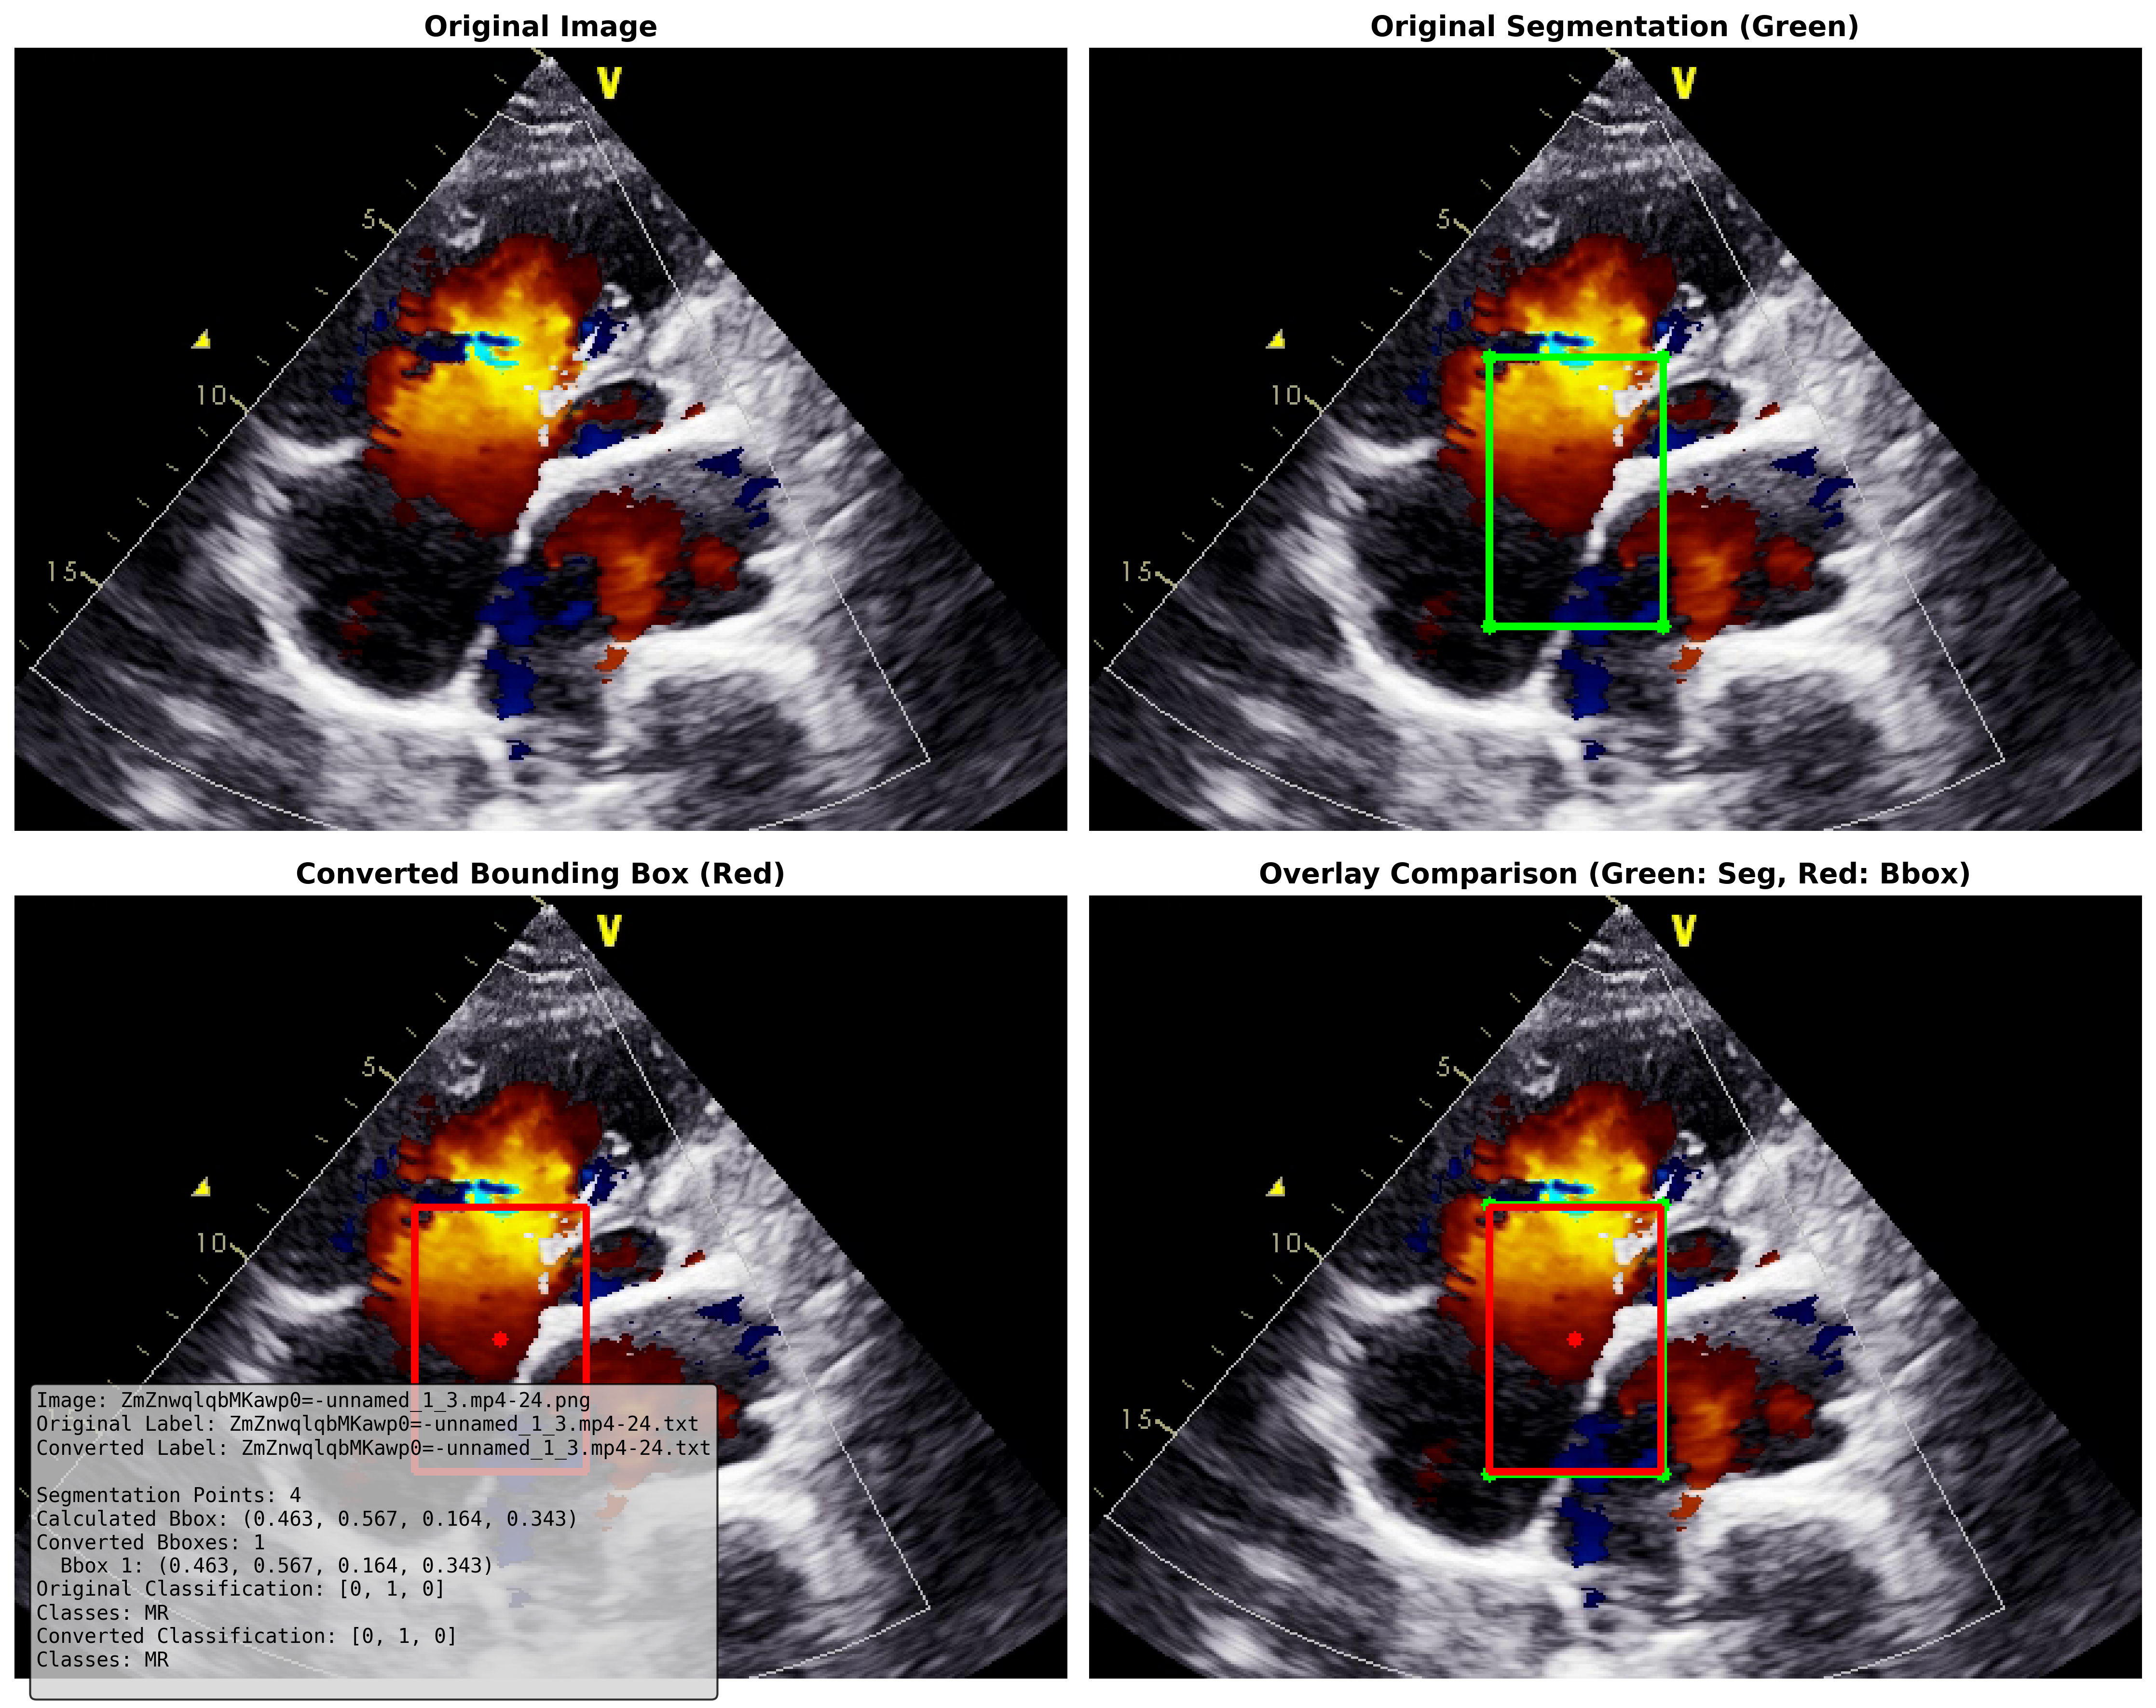 Original Image
Original Segmentation (Green)
V
5
10
15
V
5
10
15
Converted Bounding Box (Red)
Overlay Comparison (Green: Seg, Red: Bbox)
V
5
10
V
5
10
15
Image: ZmZnwqlqbMKawp0=-unnamed_1_3.mp4-24.png
Original Label: ZmZnwqlqbMKawp0=-unnamed_1_3.mp4-24.txt
Converted Label: ZmZnwqlqbMKawp0=-unnamed_1_3.mp4-24.txt
Segmentation Points: 4
Calculated Bbox: (0.463, 0.567, 0.164, 0.343)
Converted Bboxes: 1
Bbox 1: (0.463, 0.567, 0.164, 0.343)
Original Classification: [0, 1, 0]
Classes: MR
Converted Classification: [0, 1, 0]
Classes: MR